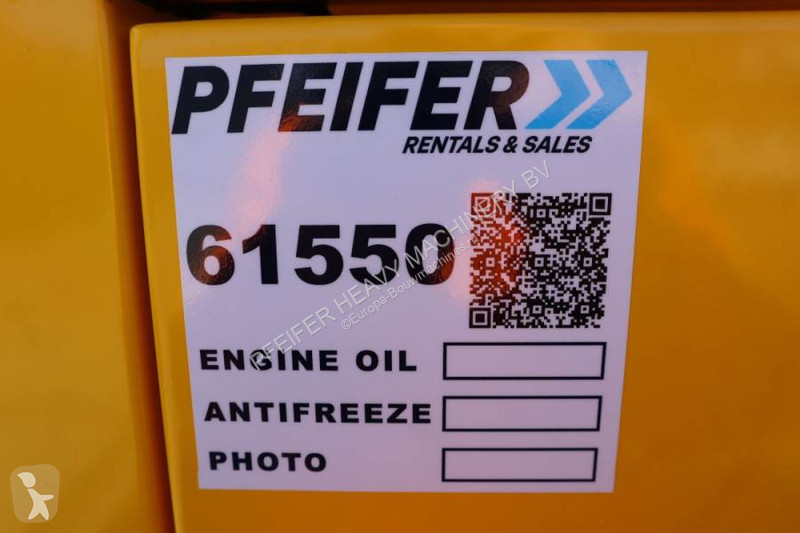 PFEIFER
RENTALS & SALES
61550
PFEIFER HEAVY MACHINERY BV
©Europa-Bouwmachines.
ENGINE OIL
ANTIFREEZE
PHOTO